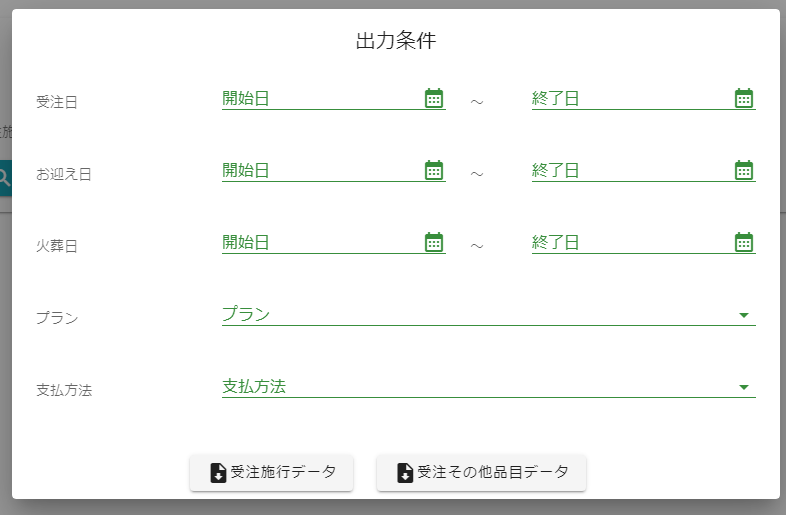 出力条件
受注日 開始日 ～ 終了日
お迎え日 開始日 ～ 終了日
火葬日 開始日 ～ 終了日
プラン プラン
支払方法 支払方法
受注施行データ 受注その他品目データ